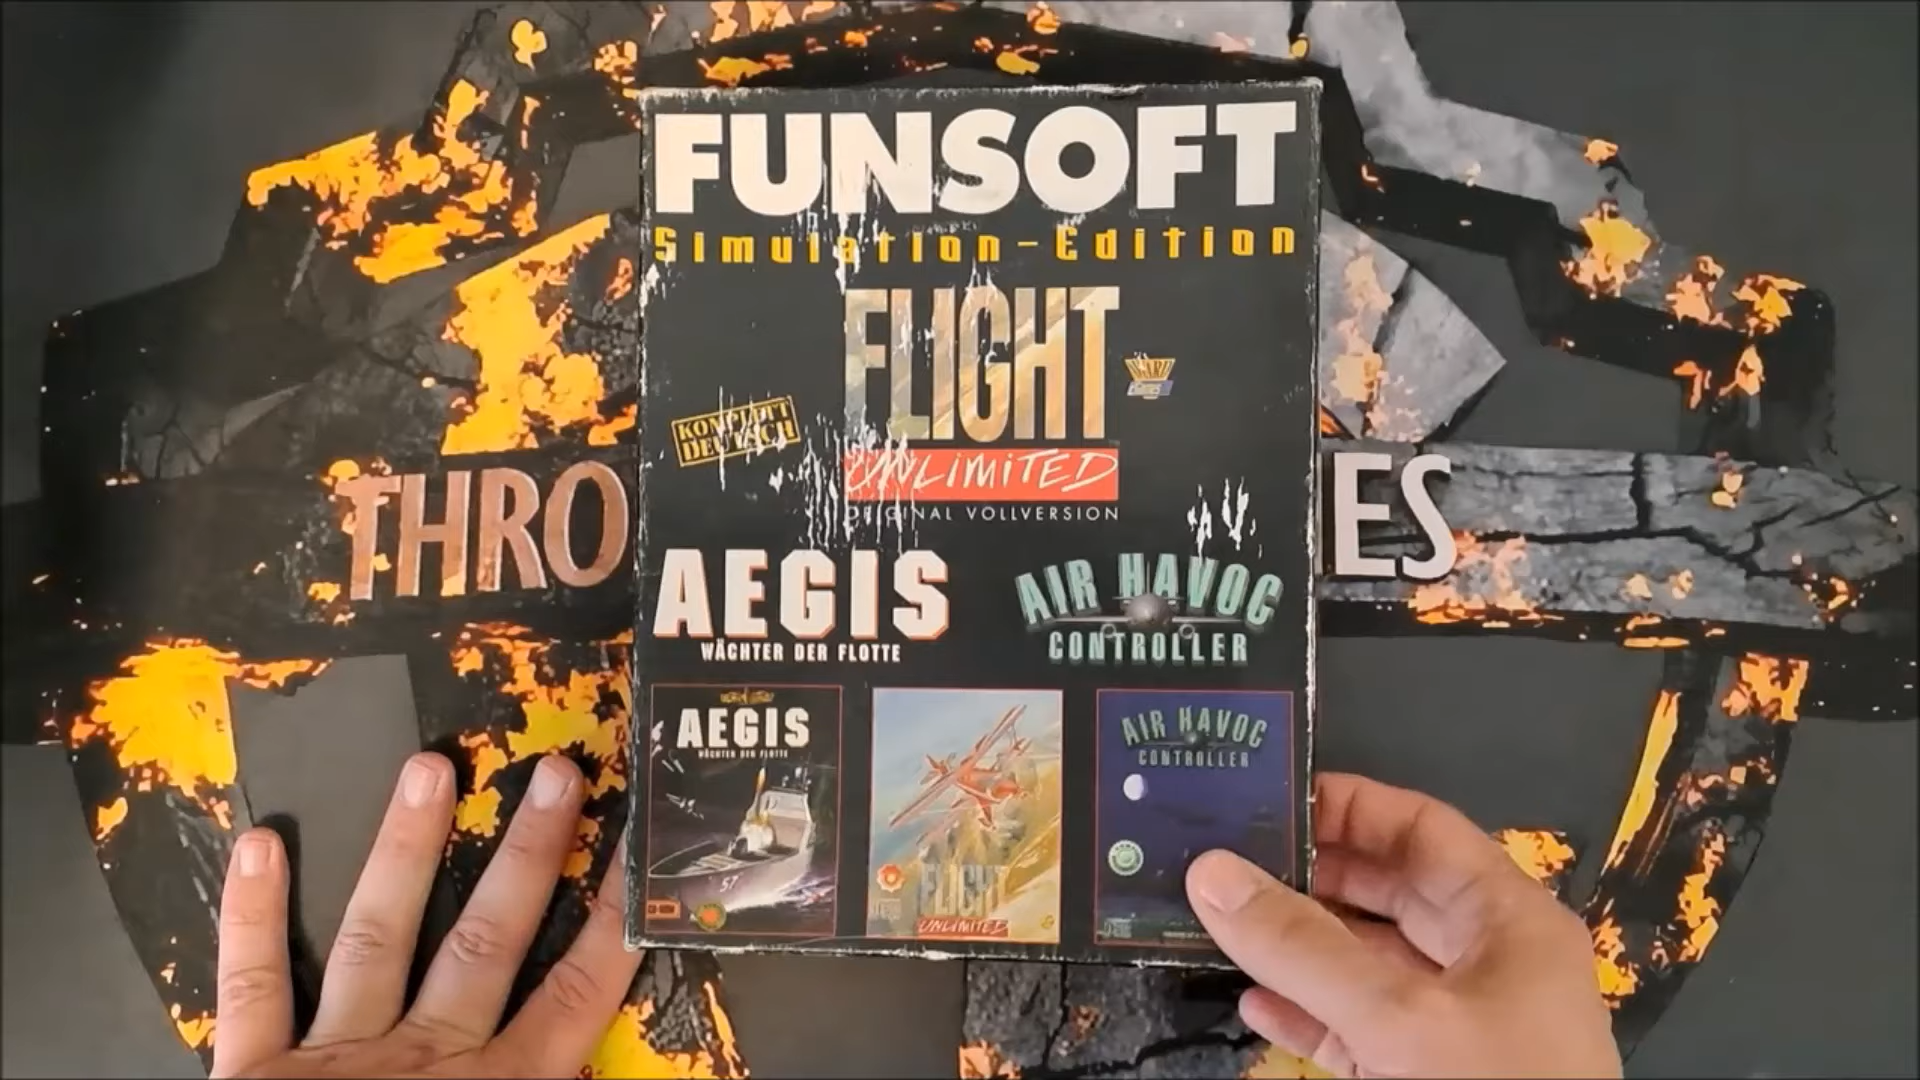 FUNSOFT
Simulation-Edition
FLIGHT
UNLIMITED
ORIGINAL VOLLVERSION
KOMPLETT
DEUTSCH
THRO
ES
AEGIS
WÄCHTER DER FLOTTE
AIR HAVOC
CONTROLLER
AEGIS
WÄCHTER DER FLOTTE
57
FLIGHT
UNLIMITED
AIR HAVOC
CONTROLLER